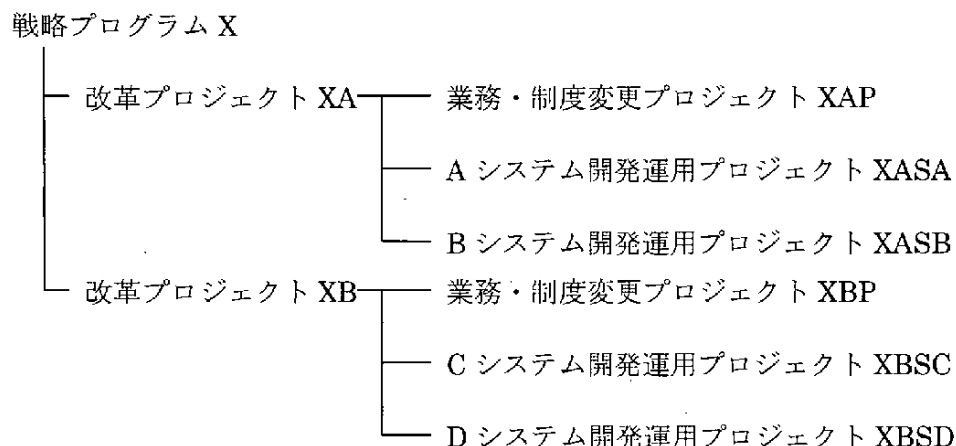 戦略プログラム X
改革プロジェクト XA
業務・制度変更プロジェクト XAP
A システム開発運用プロジェクト XASA
B システム開発運用プロジェクト XASB
改革プロジェクト XB
業務・制度変更プロジェクト XBP
C システム開発運用プロジェクト XBSC
D システム開発運用プロジェクト XBSD